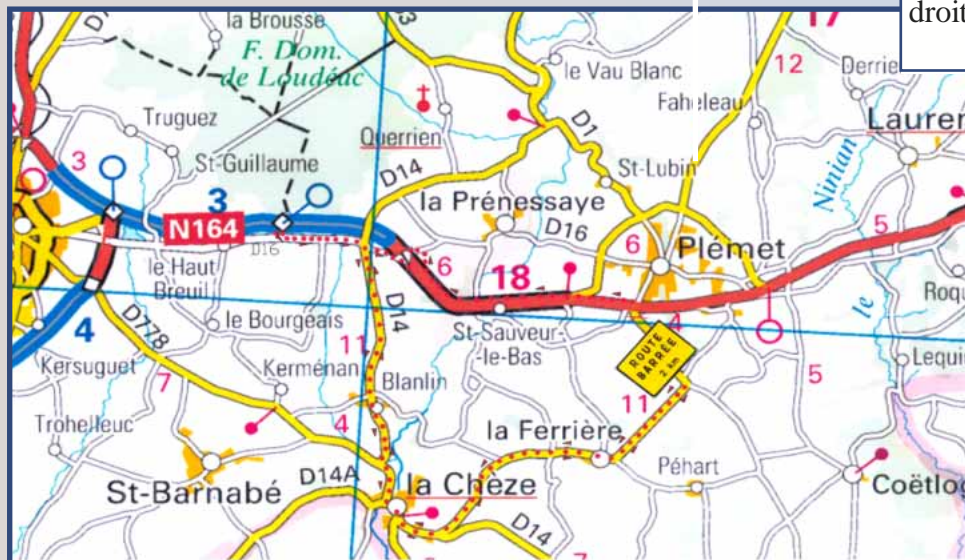 droit
la Brousse
F. Dom.
de Loudéac
Truguez
St-Guillaume
Querrien
le Vau Blanc
D1
12
17
Derrie
Faheleau
Lauren
St-Lubin
D14
la Prénessaye
D16
6
Plémet
Ninian
le
5
3
3
N164
D16
le Haut
Breuil
6
18
St-Sauveur-
le-Bas
4
ROUTE
BARRÉE
2 km
Roqu
le Bourgeais
D14
11
4
Kersuguet
D778
7
Kerménan
Blanlin
11
5
Lequi
Trohelleuc
4
la Ferrière
Péhart
St-Barnabé
D14A
la Chèze
D14
Coëtlog
7